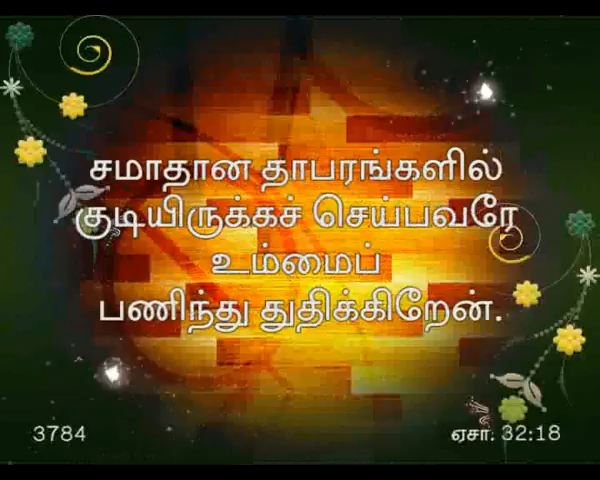 சமாதான தாபரங்களில்
குடியிருக்கச் செய்பவரே
உம்மைப்
பணிந்து துதிக்கிறேன்.
3784
ஏசா. 32:18